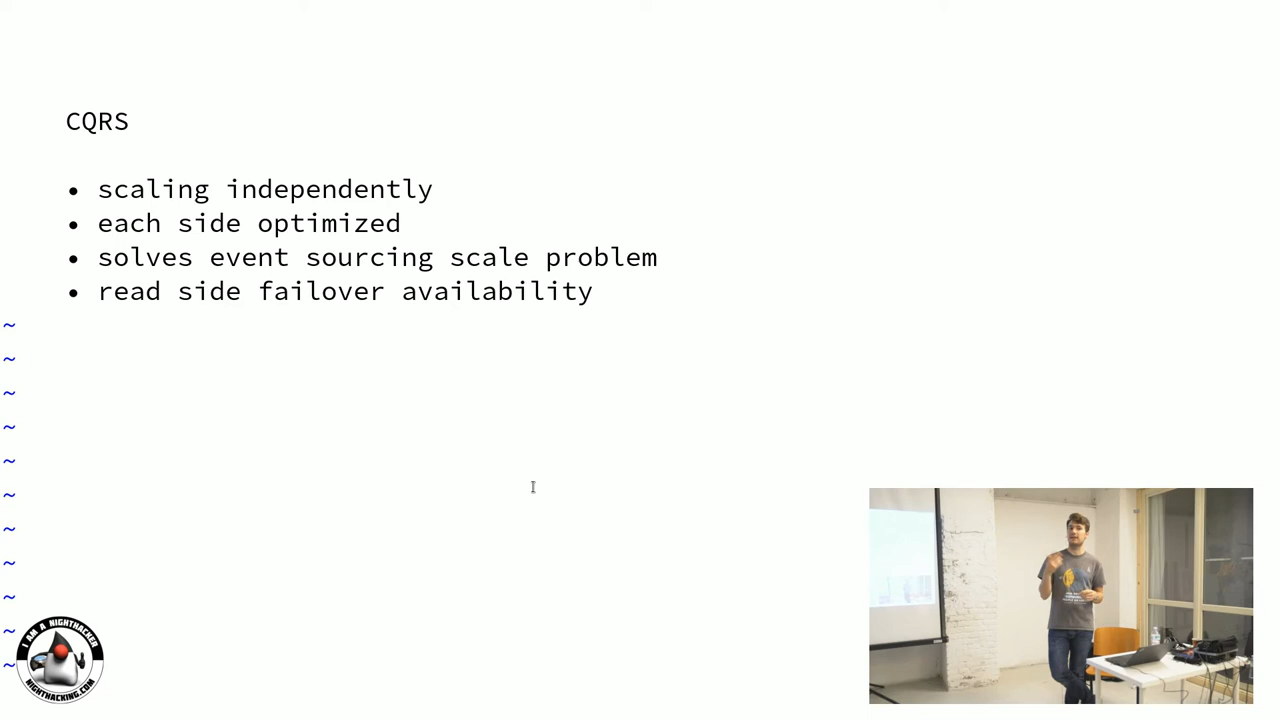 CQRS
• scaling independently
• each side optimized
• solves event sourcing scale problem
• read side failover availability
~
~
~
~
~
~
~
~
~
~
~
I AM A NIGHTHACKER
NIGHTHACKING.COM